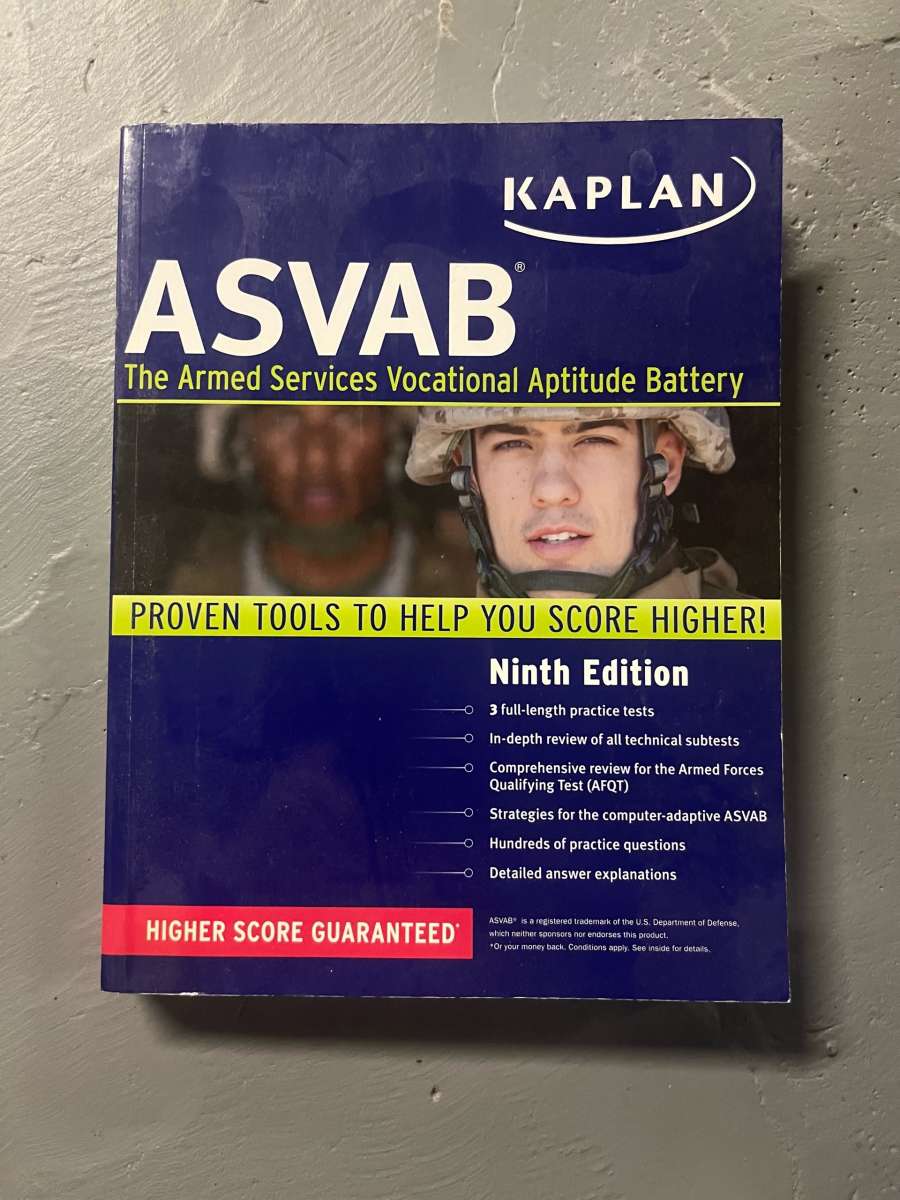 KAPLAN
ASVAB®
The Armed Services Vocational Aptitude Battery
PROVEN TOOLS TO HELP YOU SCORE HIGHER!
Ninth Edition
3 full-length practice tests
In-depth review of all technical subtests
Comprehensive review for the Armed Forces
Qualifying Test (AFQT)
Strategies for the computer-adaptive ASVAB
Hundreds of practice questions
Detailed answer explanations
HIGHER SCORE GUARANTEED*
ASVAB® is a registered trademark of the U.S. Department of Defense,
which neither sponsors nor endorses this product.
*Or your money back. Conditions apply. See inside for details.